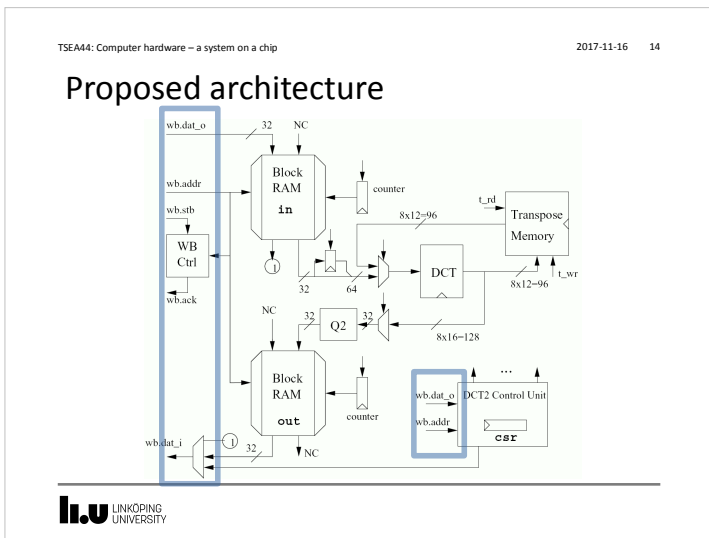 TSEA44: Computer hardware – a system on a chip
2017-11-16 14
Proposed architecture
wb.dat_o
32
NC
Block
RAM
in
wb.addr
counter
wb.stb
WB
Ctrl
wb.ack
1
32
64
8x12=96
t_rd
Transpose
Memory
t_wr
8x12=96
DCT
NC
32
Q2
32
8x16=128
Block
RAM
out
counter
wb.dat_i
1
32
NC
...
wb.dat_o
DCT2 Control Unit
wb.addr
csr
LINKÖPING
UNIVERSITY